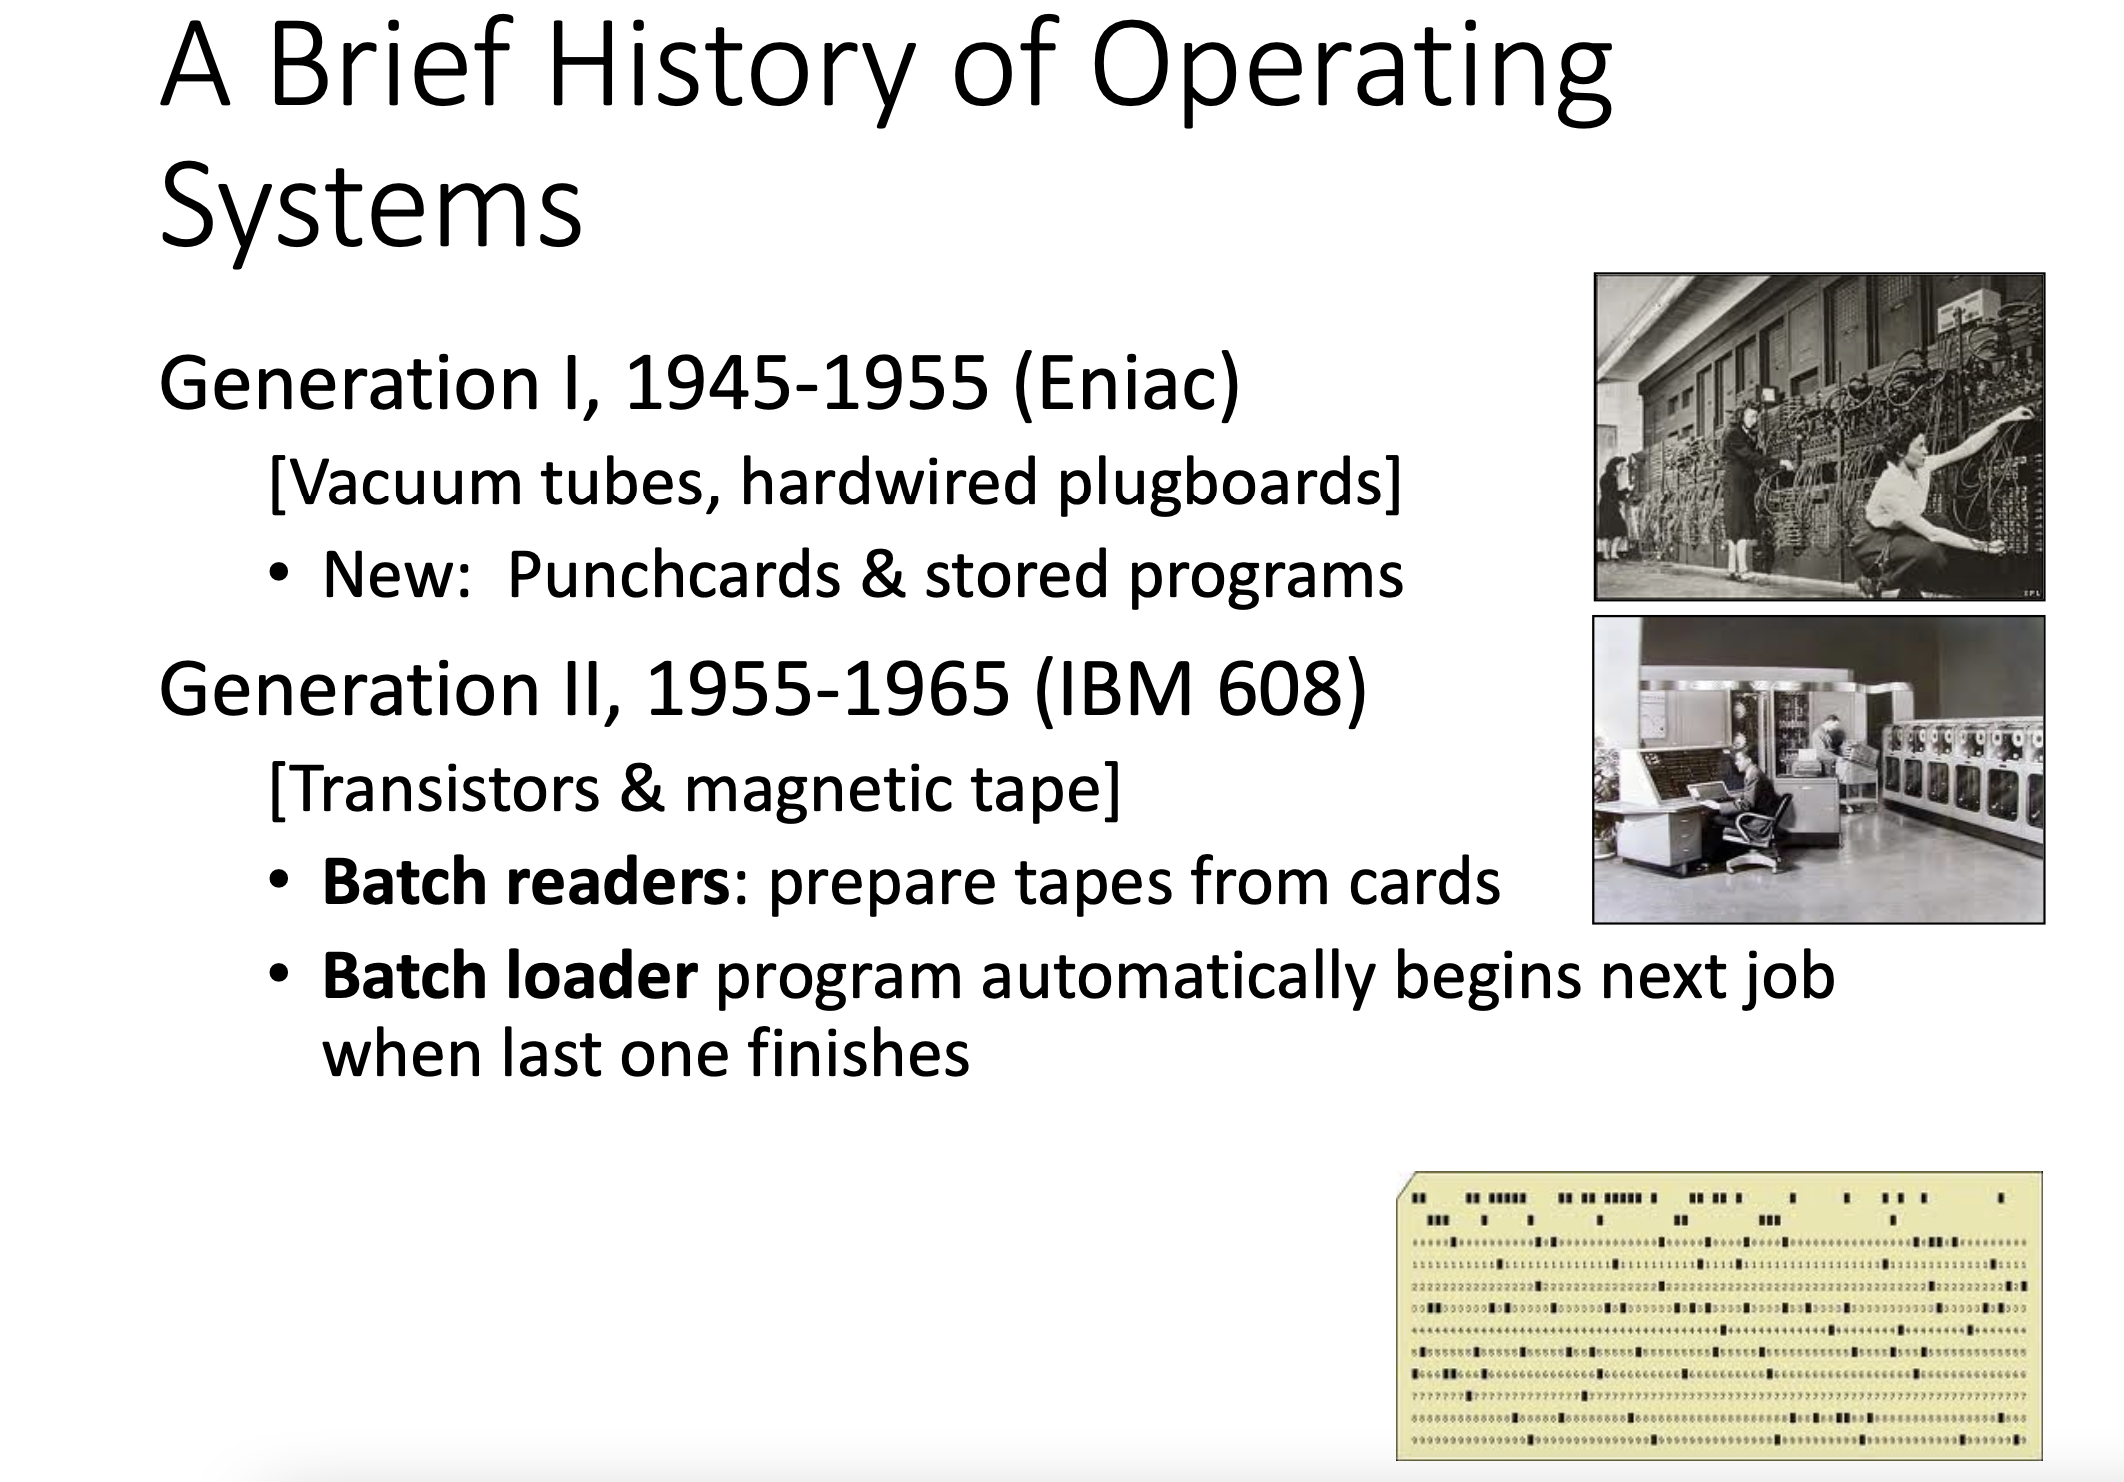 A Brief History of Operating
Systems
Generation I, 1945-1955 (Eniac)
[Vacuum tubes, hardwired plugboards]
• New:  Punchcards & stored programs
Generation II, 1955-1965 (IBM 608)
[Transistors & magnetic tape]
• Batch readers: prepare tapes from cards
• Batch loader program automatically begins next job
when last one finishes